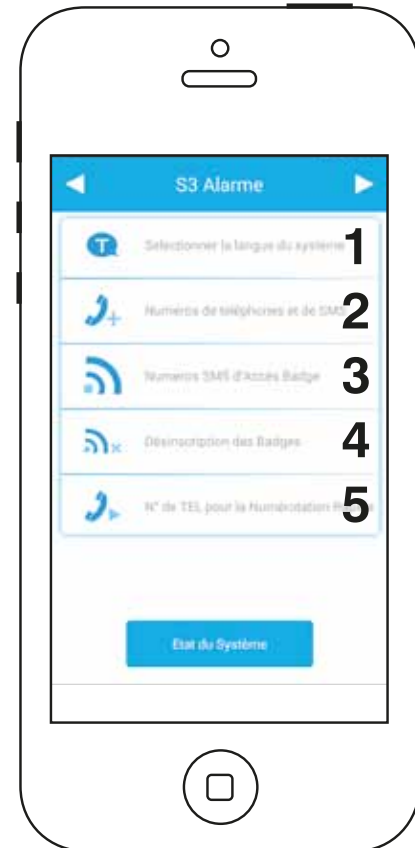 S3 Alarme
Selectionner la langue du système 1
Numéros de téléphones et de SMS 2
Numeros SMS d'Accès Badge 3
Désinscription des Badges 4
N° de TEL pour la Numérotation 5
Etat du Système